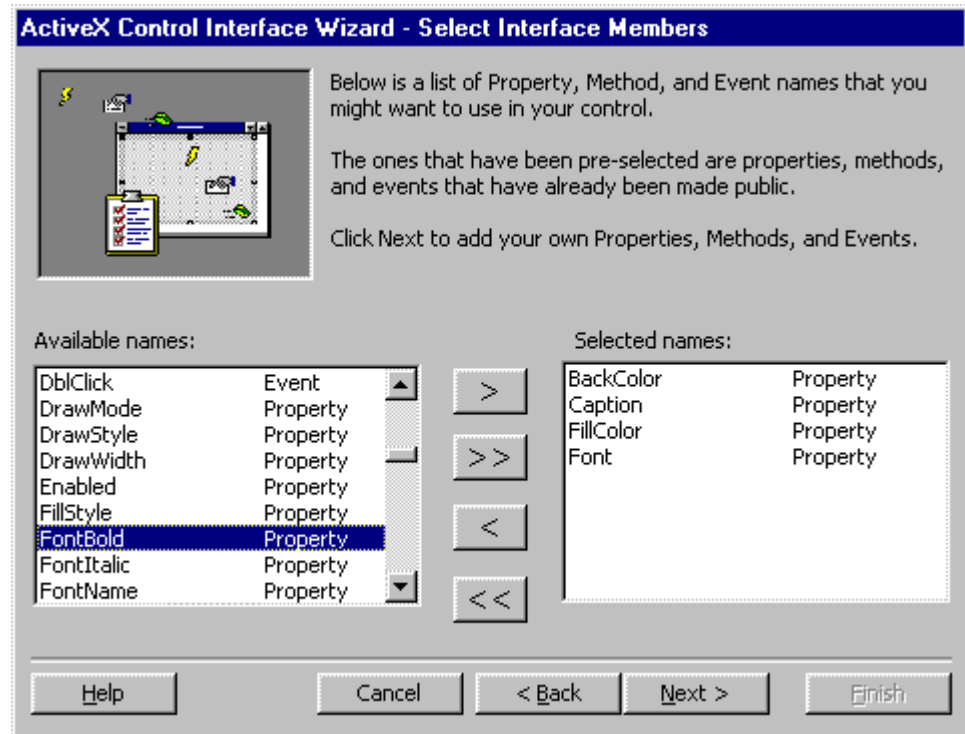 ActiveX Control Interface Wizard - Select Interface Members
Below is a list of Property, Method, and Event names that you
might want to use in your control.
The ones that have been pre-selected are properties, methods,
and events that have already been made public.
Click Next to add your own Properties, Methods, and Events.
Available names:
DblClick Event
DrawMode Property
DrawStyle Property
DrawWidth Property
Enabled Property
FillStyle Property
FontBold Property
FontItalic Property
FontName Property
>
>>
<
<<
Selected names:
BackColor Property
Caption Property
FillColor Property
Font Property
Help Cancel < Back Next > Finish